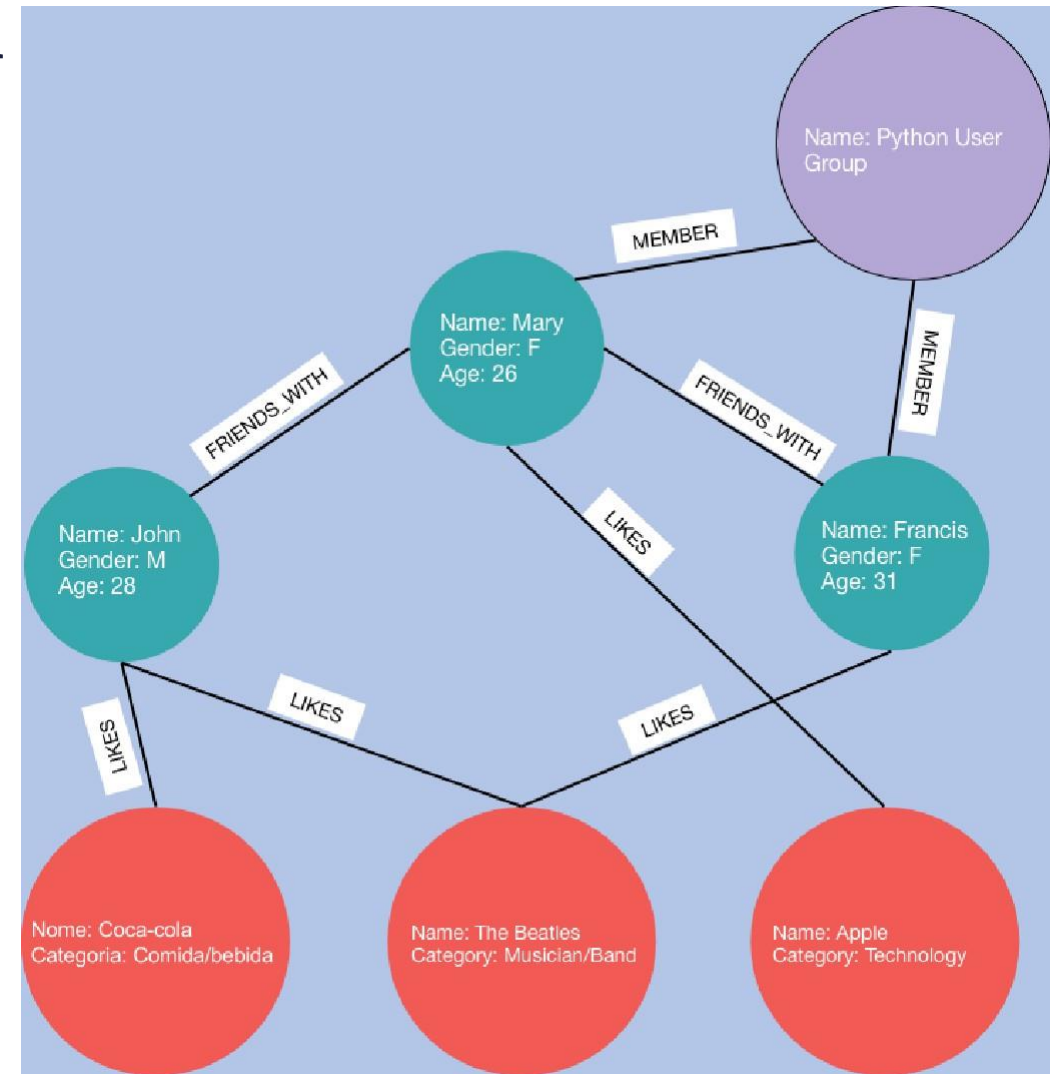 Name: Python User
Group
MEMBER
MEMBER
Name: Mary
Gender: F
Age: 26
FRIENDS_WITH
FRIENDS_WITH
Name: John
Gender: M
Age: 28
Name: Francis
Gender: F
Age: 31
LIKES
LIKES
LIKES
LIKES
Nome: Coca-cola
Categoria: Comida/bebida
Name: The Beatles
Category: Musician/Band
Name: Apple
Category: Technology